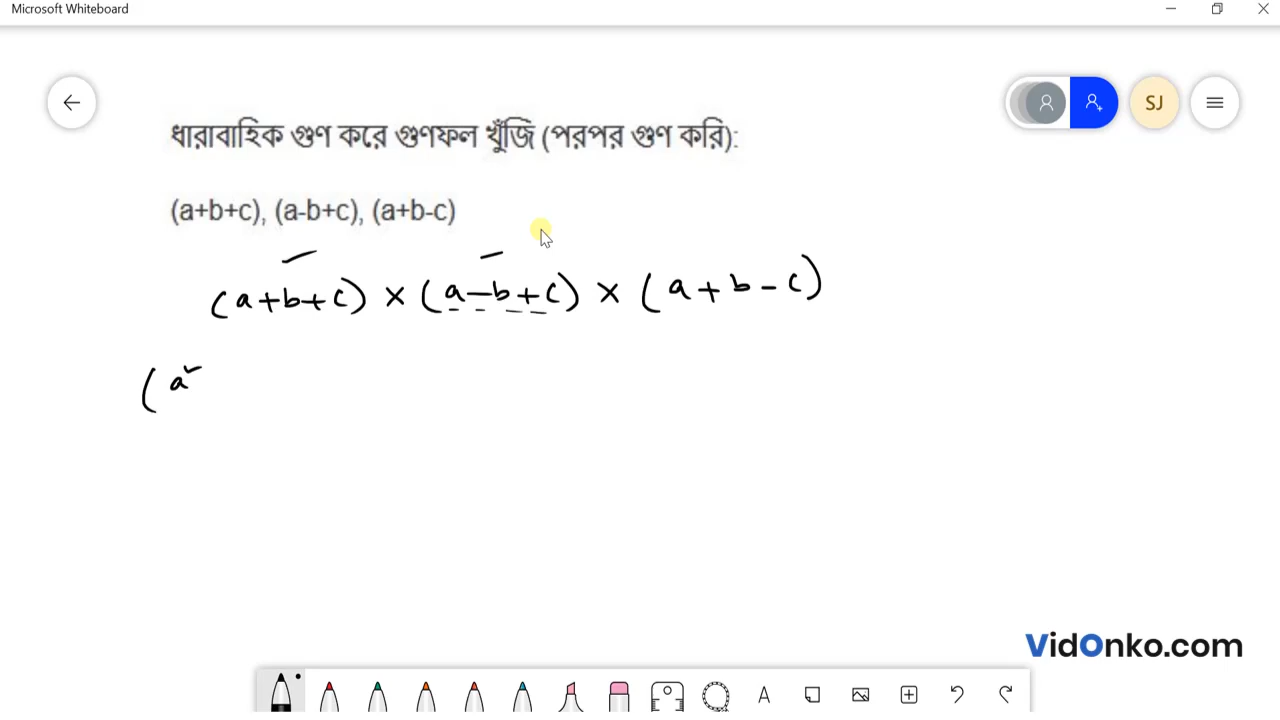 Microsoft Whiteboard
SJ
ধারাবাহিক গুণ করে গুণফল খুঁজি (পরপর গুণ করি):
(a+b+c), (a-b+c), (a+b-c)
(a+b+c) × (a-b+c) × (a+b-c)
(a²
VidOnko.com
A